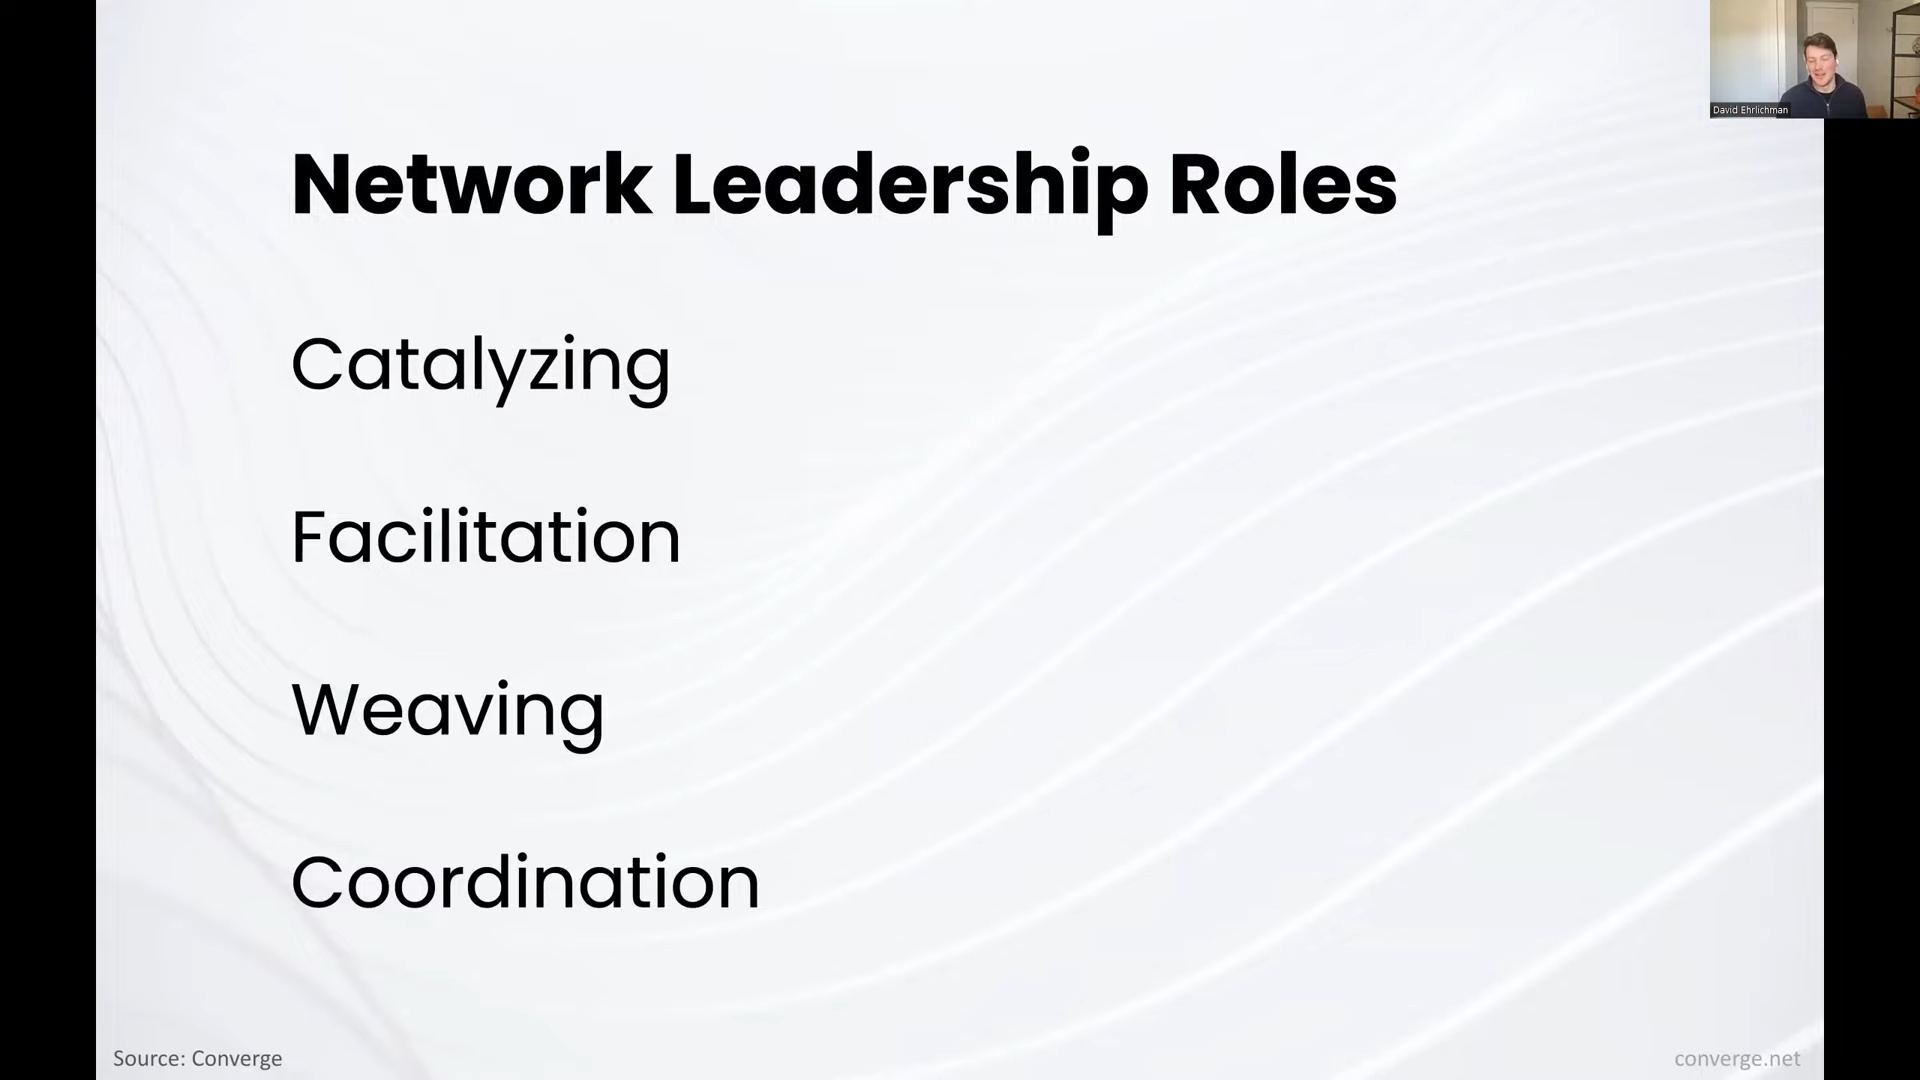 David Ehrlichman
Network Leadership Roles
Catalyzing
Facilitation
Weaving
Coordination
Source: Converge
converge.net